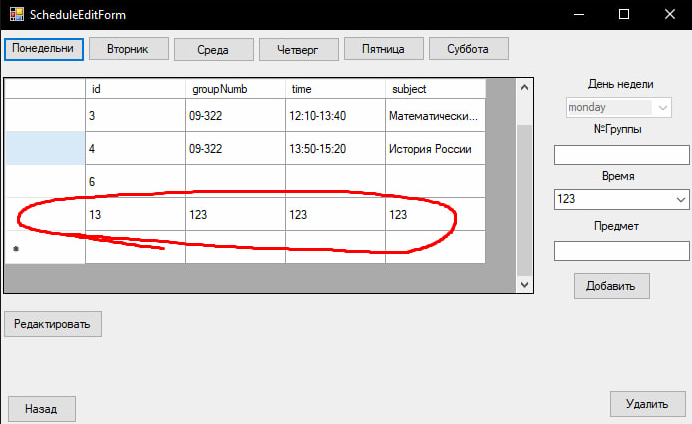 ScheduleEditForm
Понедельни Вторник Среда Четверг Пятница Суббота
id groupNumb time subject
3 09-322 12:10-13:40 Математически...
4 09-322 13:50-15:20 История России
6
13 123 123 123
*
День недели
monday
№Группы
Время
123
Предмет
Добавить
Редактировать
Назад
Удалить